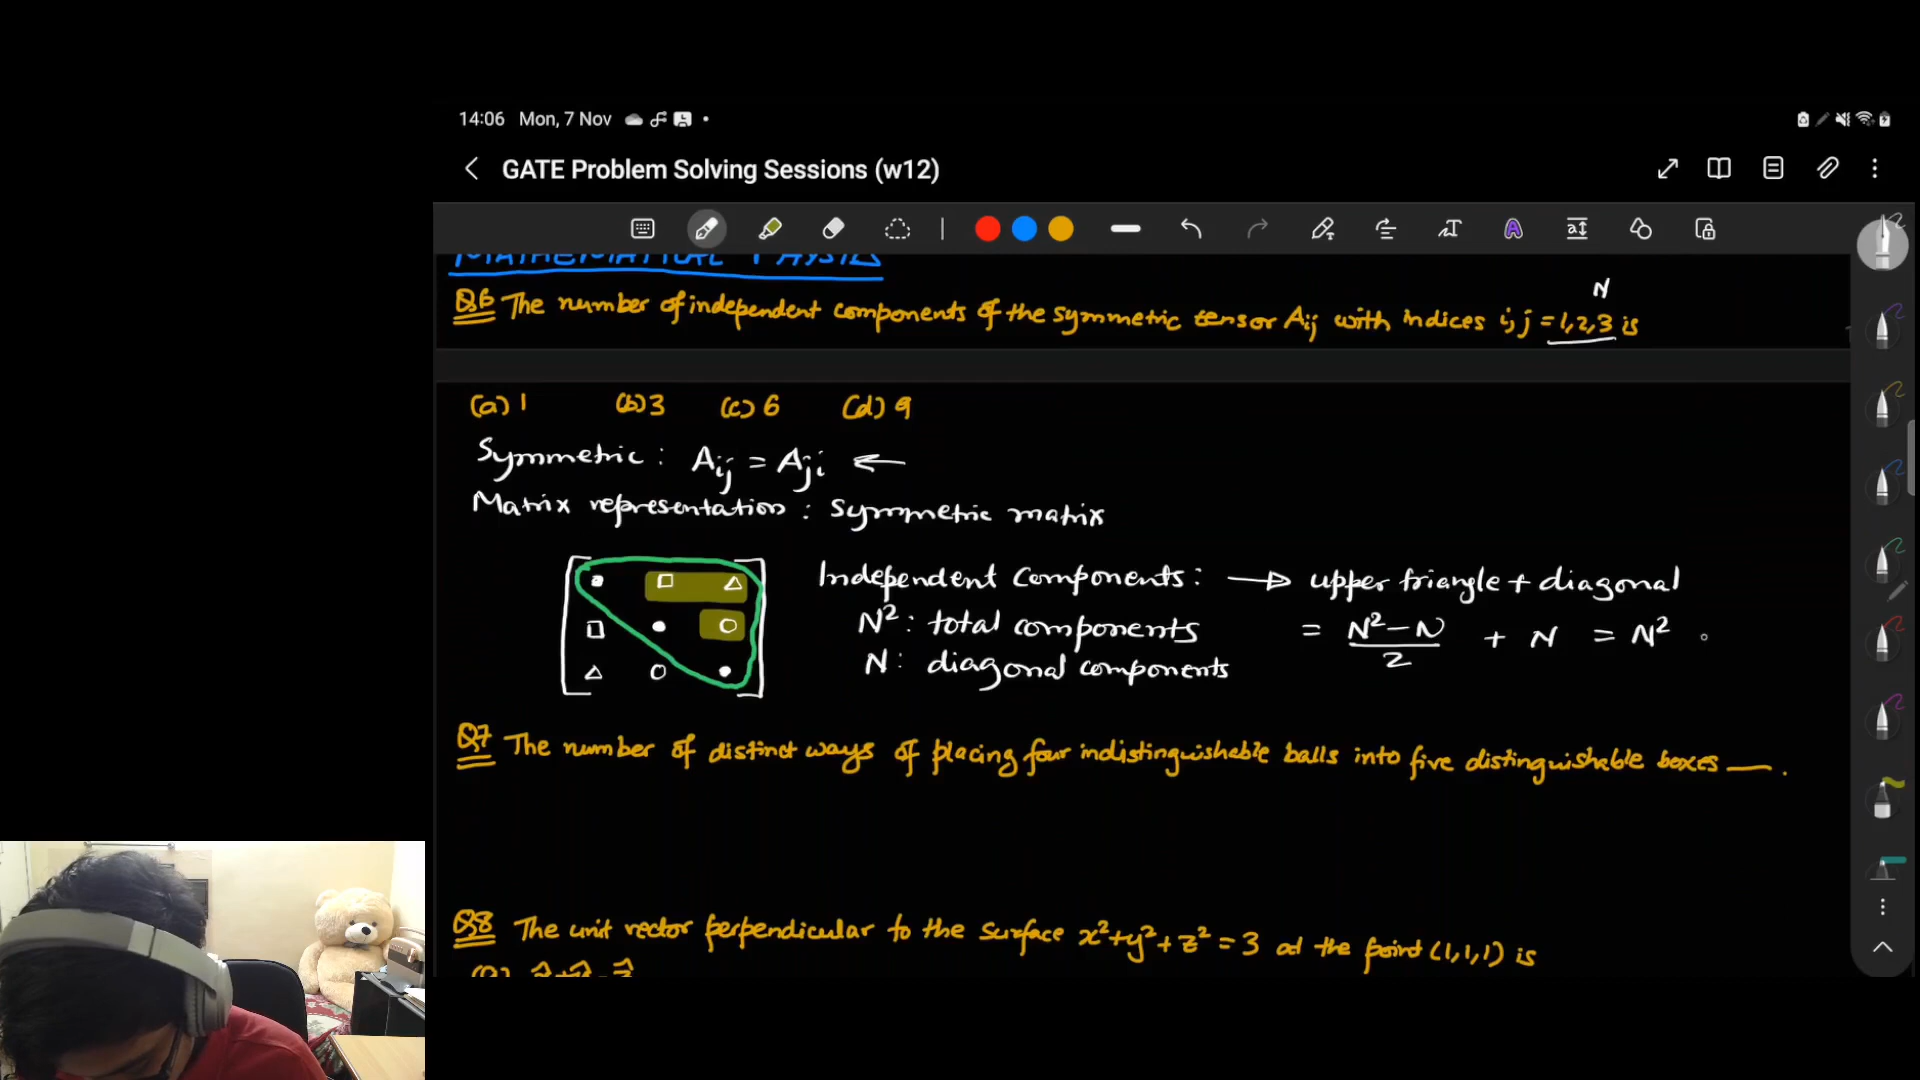 14:06 Mon, 7 Nov
GATE Problem Solving Sessions (w12)
MATHEMATICAL PHYSICS
N
Q6 The number of independent components of the symmetric tensor Aij with indices i, j = 1,2,3 is
(a) 1 (b) 3 (c) 6 (d) 9
Symmetric : Aij = Aji ←
Matrix representation : symmetric matrix
Independent Components : → upper triangle + diagonal
N² : total components = (N² - N)/2 + N = N²
N : diagonal components
Q7 The number of distinct ways of placing four indistinguishable balls into five distinguishable boxes __ .
Q8 The unit vector perpendicular to the surface x²+y²+z² = 3 at the point (1,1,1) is